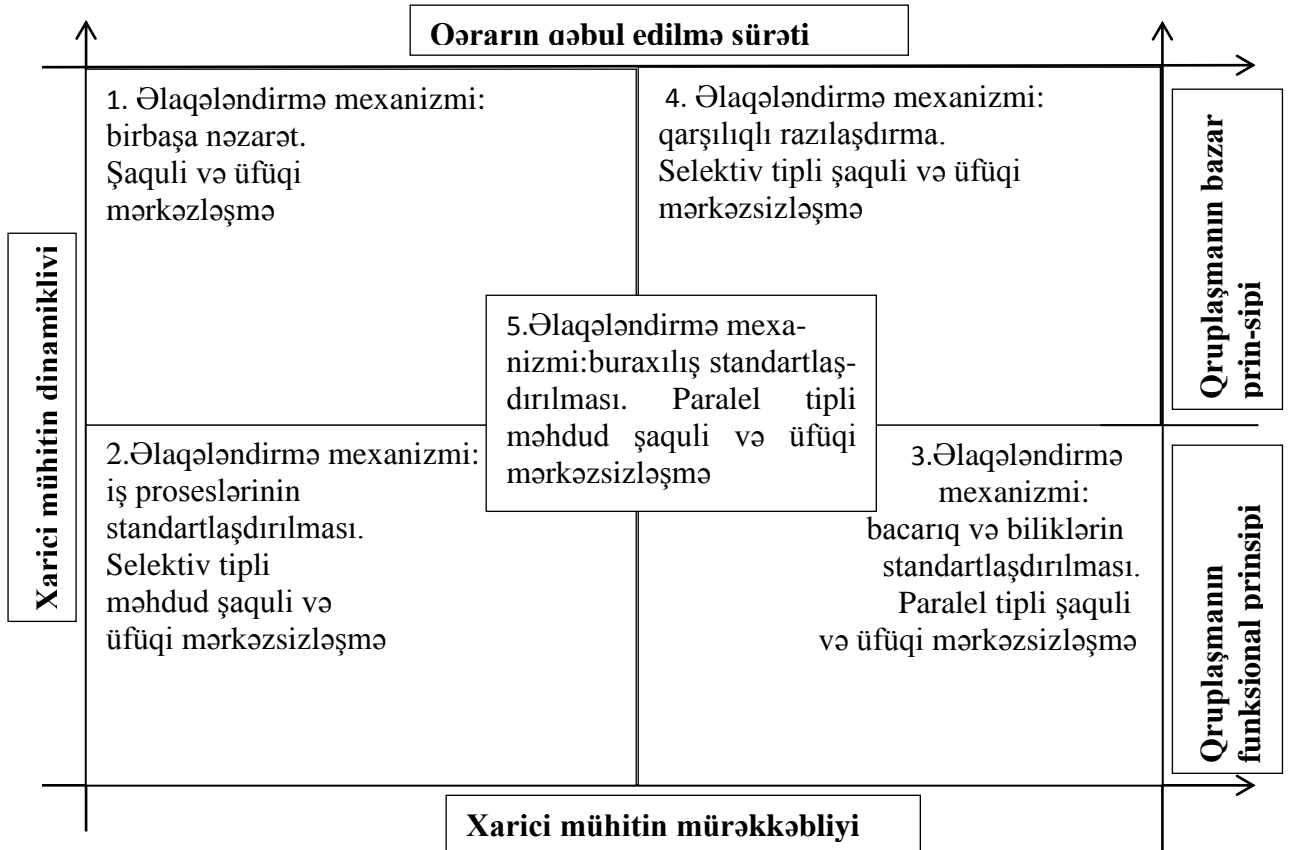 Qərarın qəbul edilmə sürəti
1. Əlaqələndirmə mexanizmi:
birbaşa nəzarət.
Şaquli və üfüqi
mərkəzləşmə
4. Əlaqələndirmə mexanizmi:
qarşılıqlı razılaşdırma.
Selektiv tipli şaquli və üfüqi
mərkəzsizləşmə
Qruplaşmanın bazar
prin-sipi
Xarici mühitin dinamikliyi
5.Əlaqələndirmə mexa-
nizmi:buraxılış standartlaş-
dırılması. Paralel tipli
məhdud şaquli və üfüqi
mərkəzsizləşmə
2.Əlaqələndirmə mexanizmi:
iş proseslərinin
standartlaşdırılması.
Selektiv tipli
məhdud şaquli və
üfüqi mərkəzsizləşmə
3.Əlaqələndirmə
mexanizmi:
bacarıq və biliklərin
standartlaşdırılması.
Paralel tipli şaquli
və üfüqi mərkəzsizləşmə
Qruplaşmanın
funksional prinsipi
Xarici mühitin mürəkkəbliyi